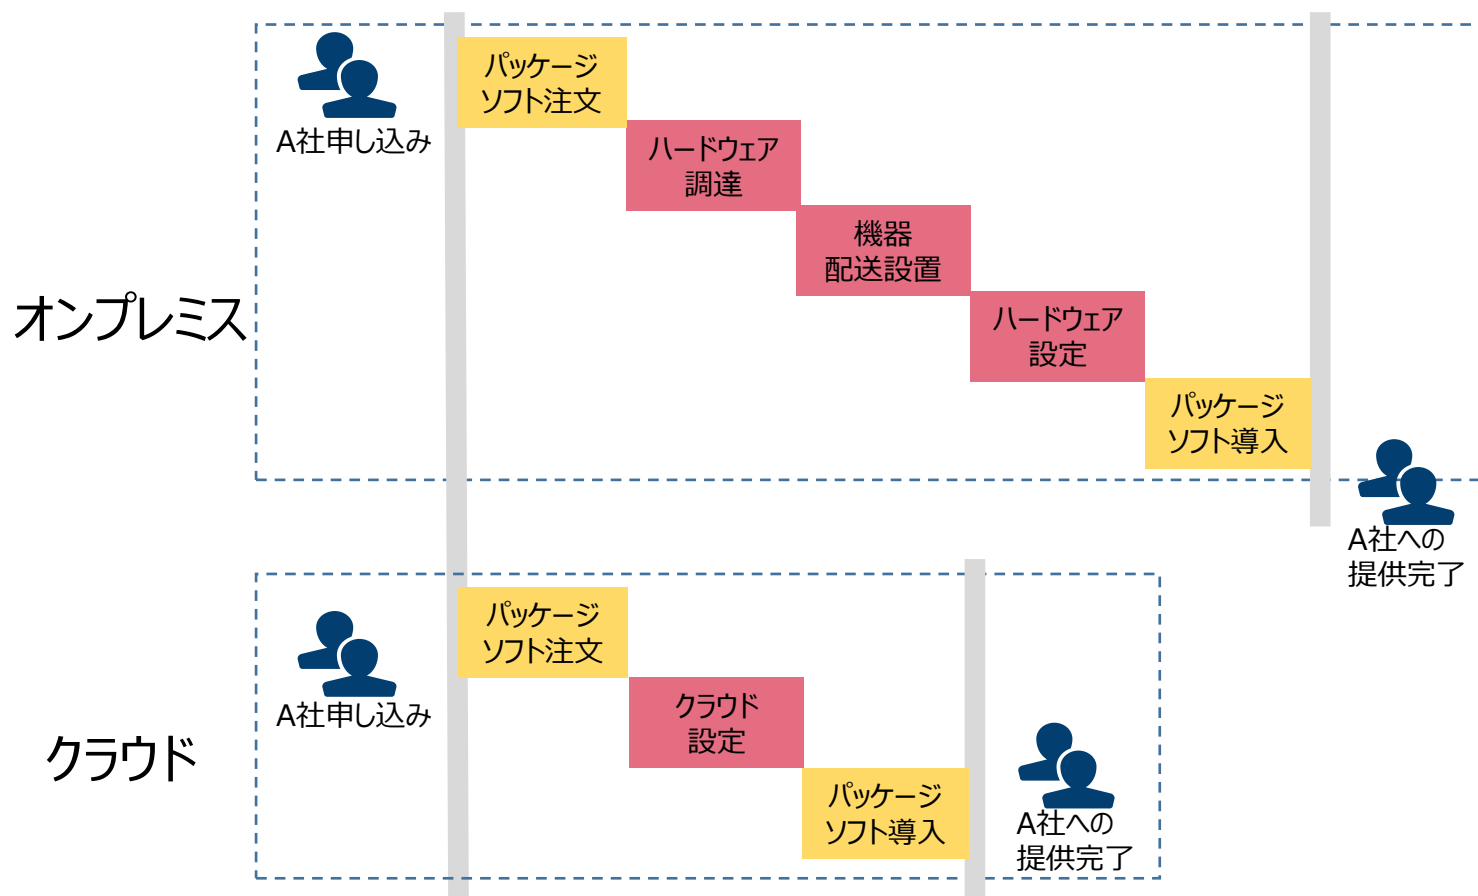 A社申し込み
パッケージ
ソフト注文
ハードウェア
調達
機器
配送設置
オンプレミス
ハードウェア
設定
パッケージ
ソフト導入
A社への
提供完了
A社申し込み
パッケージ
ソフト注文
クラウド
クラウド
設定
パッケージ
ソフト導入
A社への
提供完了